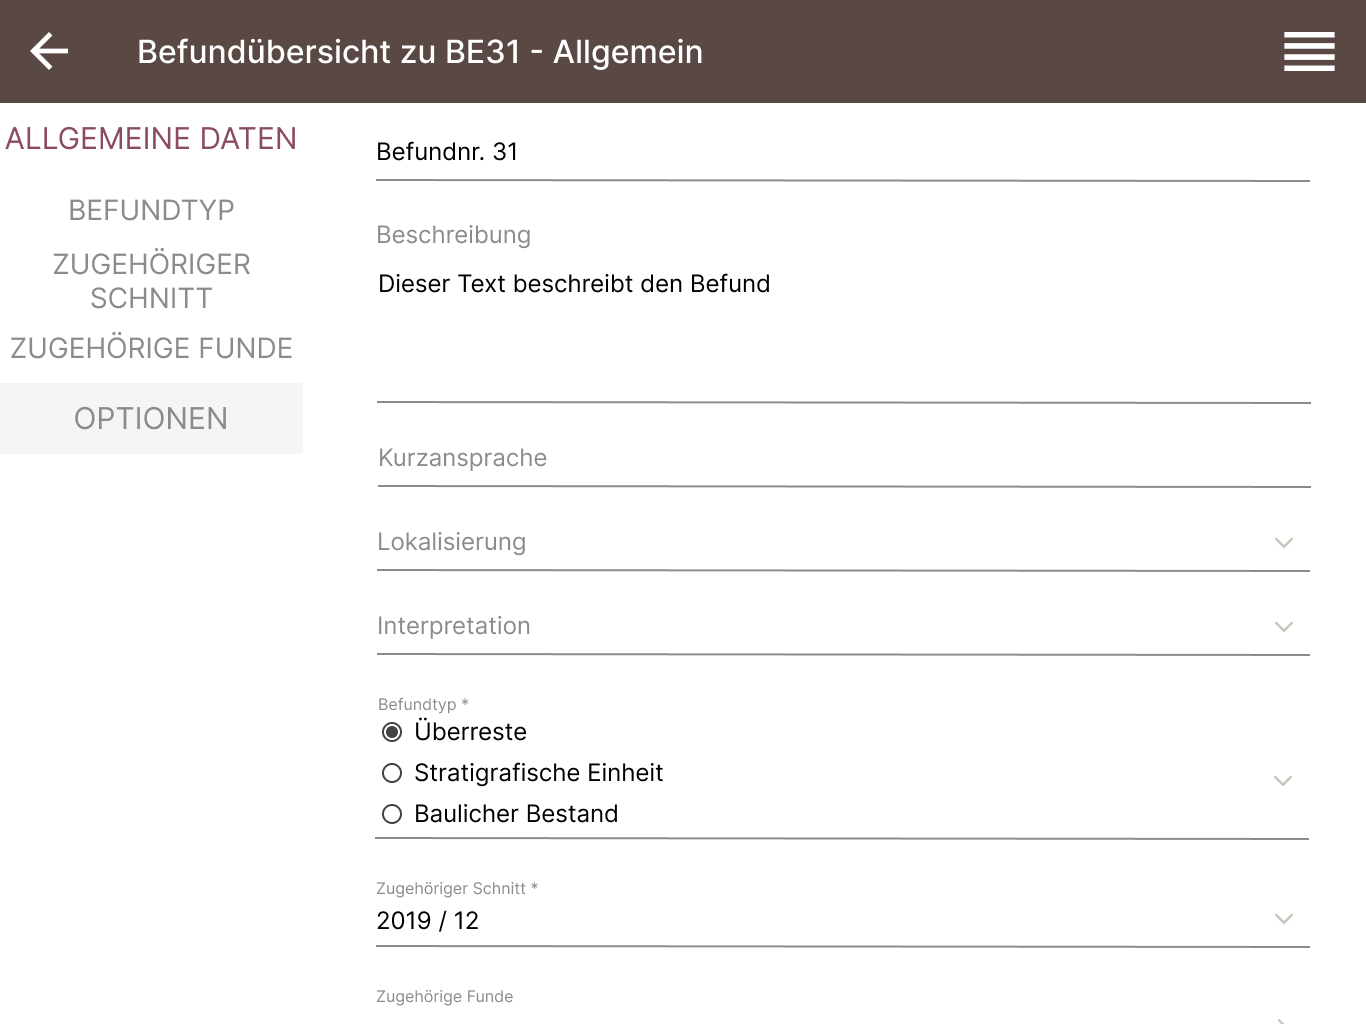 Befundübersicht zu BE31 - Allgemein
ALLGEMEINE DATEN
BEFUNDTYP
ZUGEHÖRIGER
SCHNITT
ZUGEHÖRIGE FUNDE
OPTIONEN
Befundnr. 31
Beschreibung
Dieser Text beschreibt den Befund
Kurzansprache
Lokalisierung
Interpretation
Befundtyp *
Überreste
Stratigrafische Einheit
Baulicher Bestand
Zugehöriger Schnitt *
2019 / 12
Zugehörige Funde